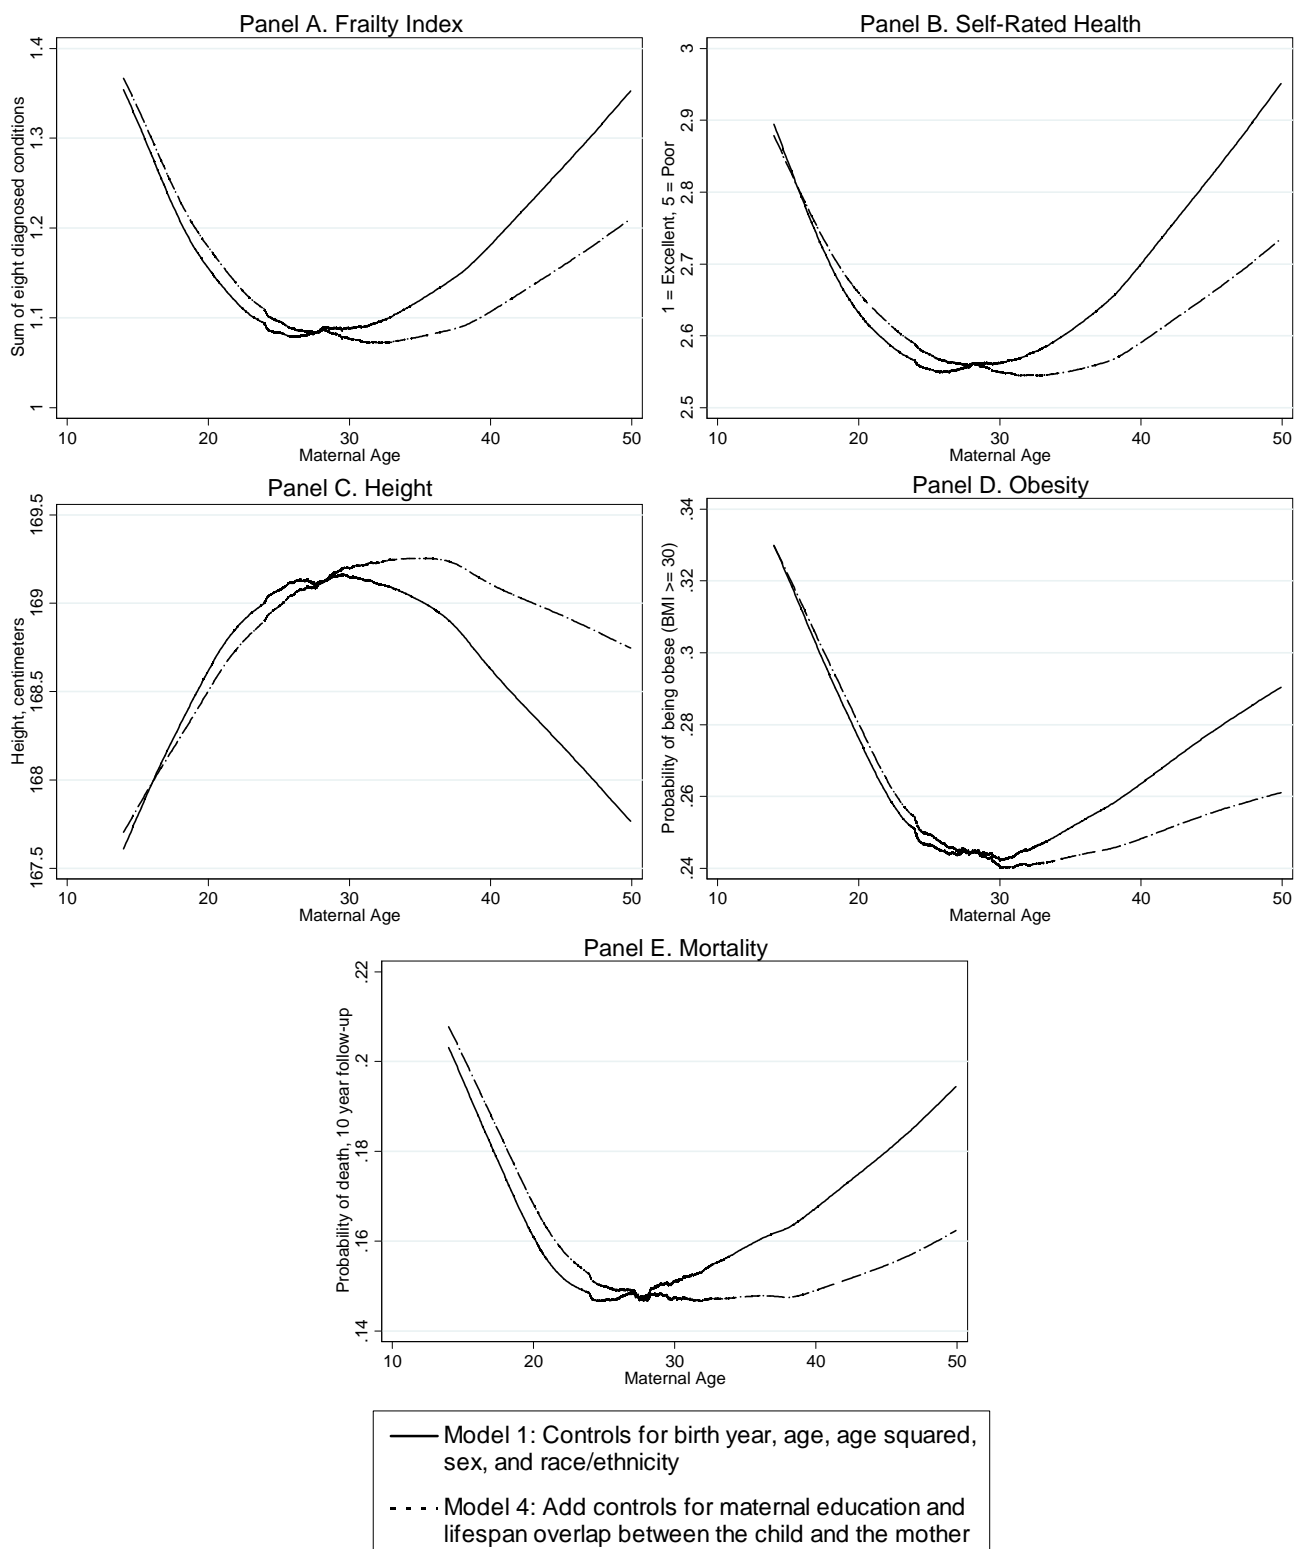 Panel A. Frailty Index
Sum of eight diagnosed conditions
1.4
1.3
1.2
1.1
1
10 20 30 40 50
Maternal Age
Panel B. Self-Rated Health
1 = Excellent, 5 = Poor
3
2.9
2.8
2.7
2.6
2.5
10 20 30 40 50
Maternal Age
Panel C. Height
Height, centimeters
169.5
169
168.5
168
167.5
10 20 30 40 50
Maternal Age
Panel D. Obesity
Probability of being obese (BMI >= 30)
.34
.32
.3
.28
.26
.24
10 20 30 40 50
Maternal Age
Panel E. Mortality
Probability of death, 10 year follow-up
.22
.2
.18
.16
.14
10 20 30 40 50
Maternal Age
Model 1: Controls for birth year, age, age squared,
sex, and race/ethnicity
Model 4: Add controls for maternal education and
lifespan overlap between the child and the mother